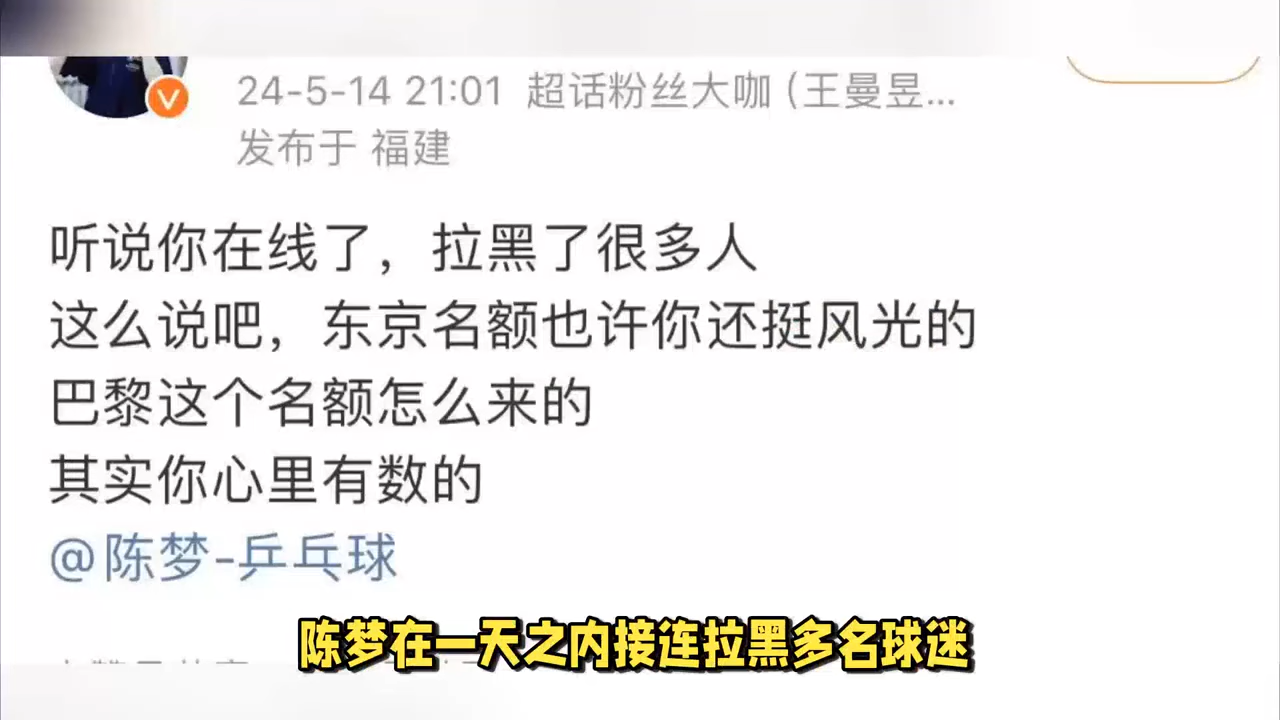 24-5-14 21:01 超话粉丝大咖 (王曼昱...
发布于 福建
听说你在线了，拉黑了很多人
这么说吧，东京名额也许你还挺风光的
巴黎这个名额怎么来的
其实你心里有数的
@陈梦-乒乓球
陈梦在一天之内接连拉黑多名球迷